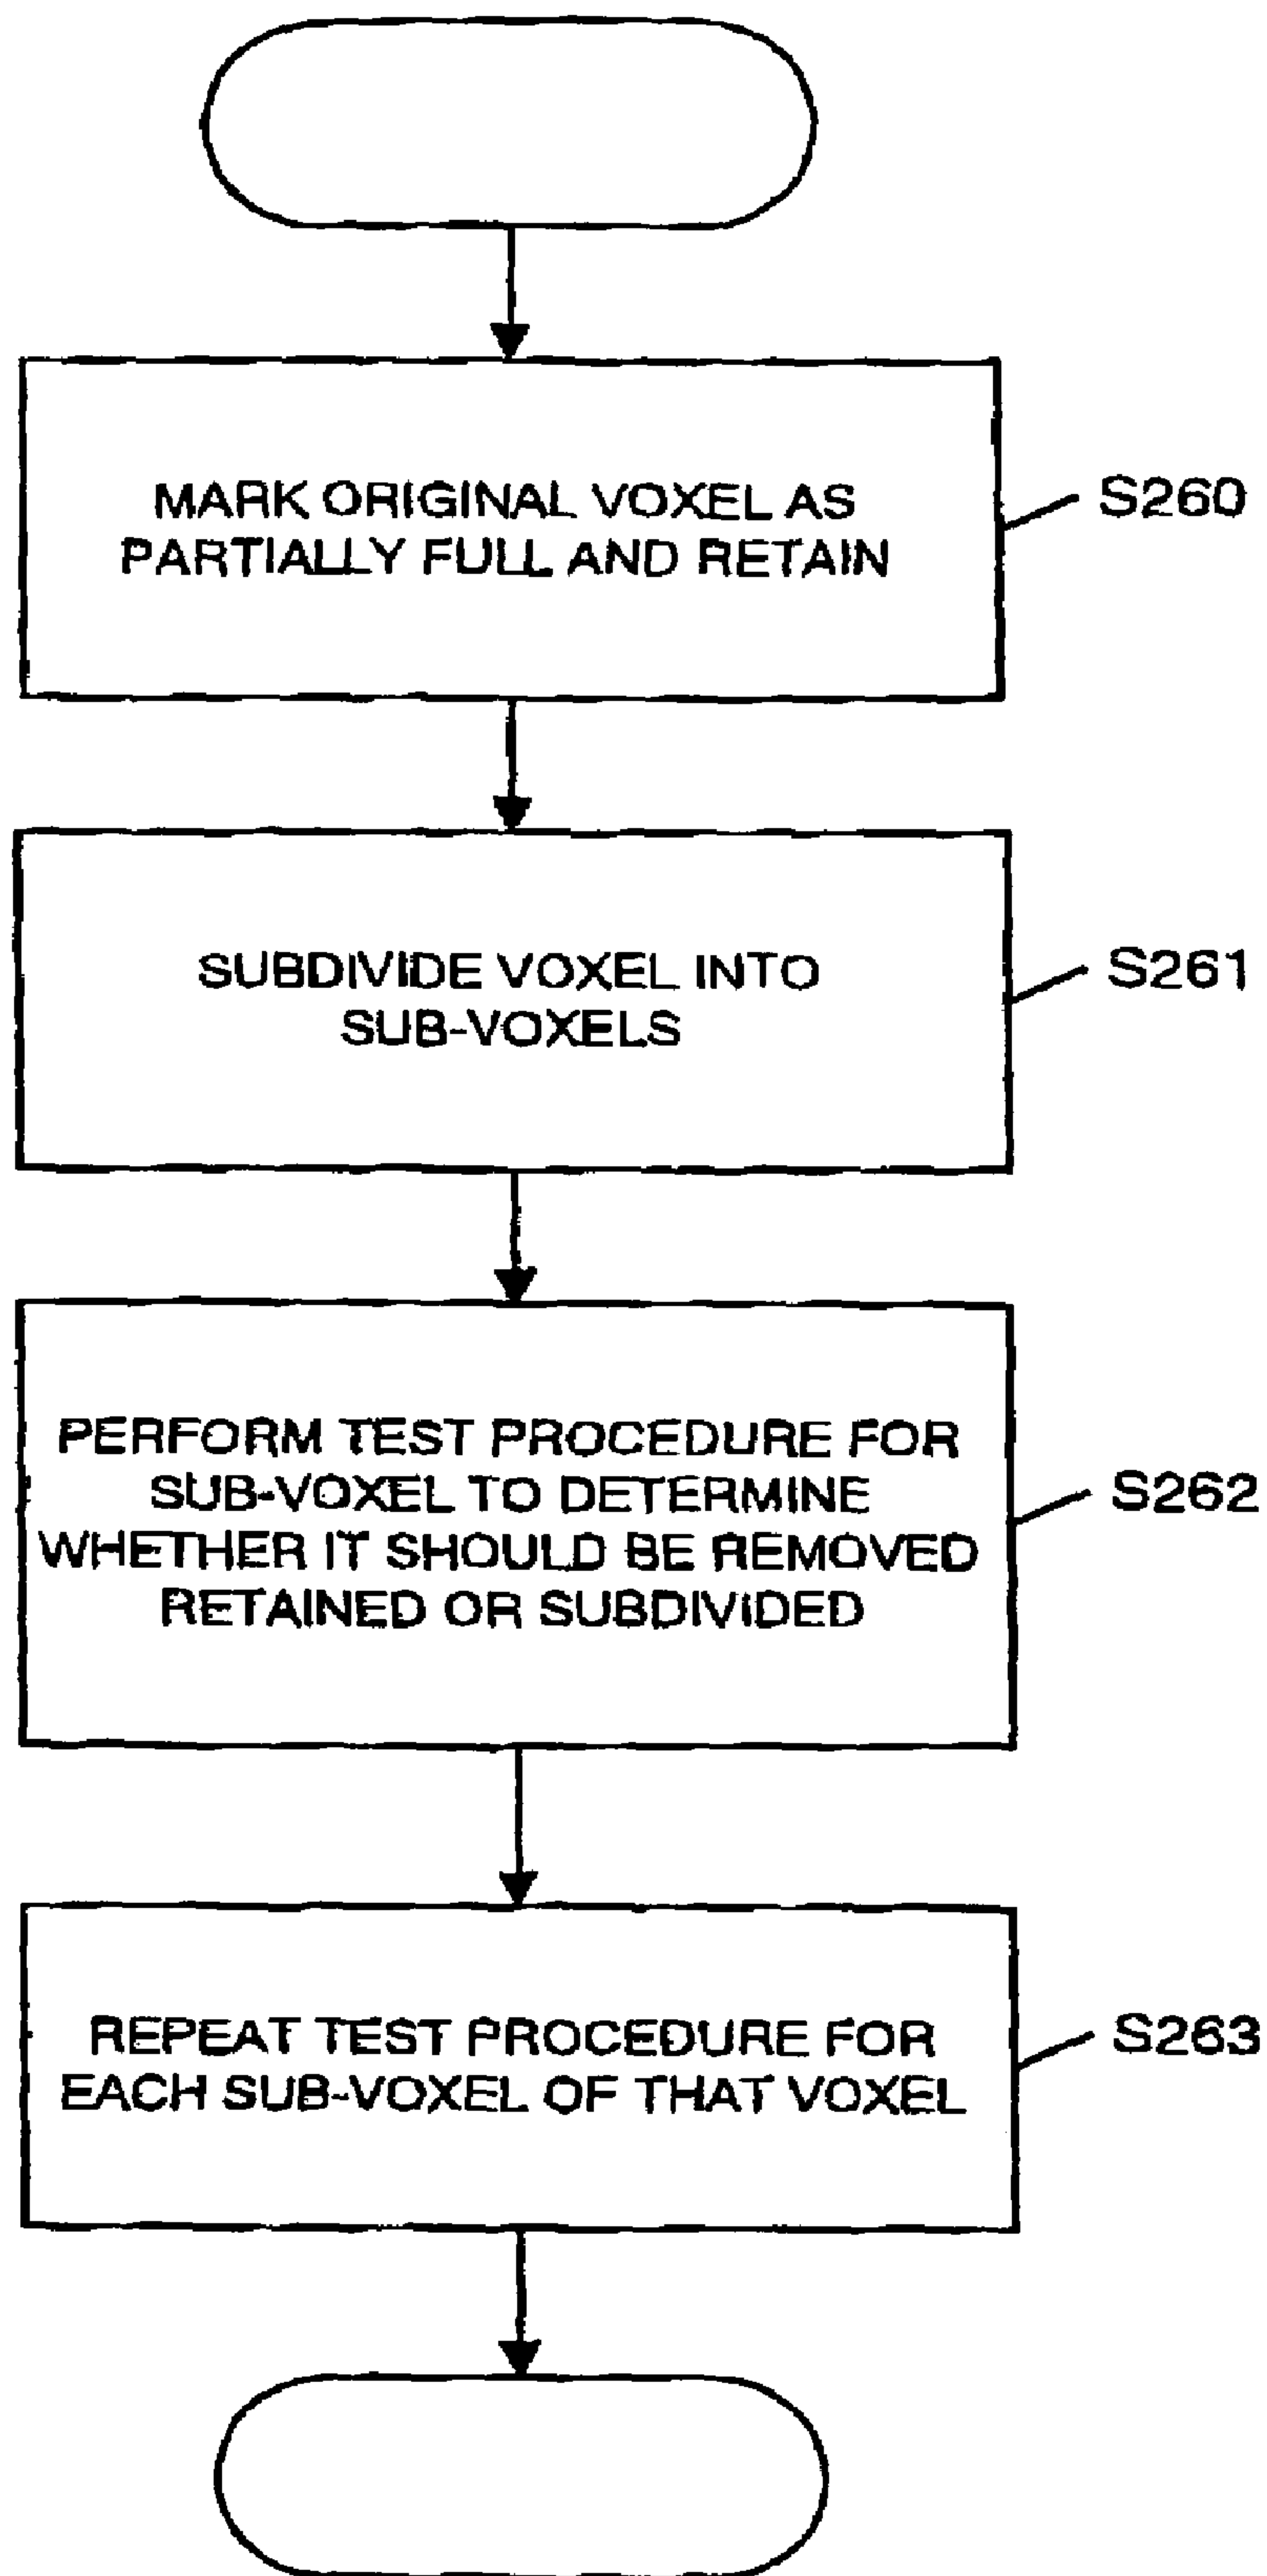 MARK ORIGINAL VOXEL AS
PARTIALLY FULL AND RETAIN
S260
SUBDIVIDE VOXEL INTO
SUB-VOXELS
S261
PERFORM TEST PROCEDURE FOR
SUB-VOXEL TO DETERMINE
WHETHER IT SHOULD BE REMOVED
RETAINED OR SUBDIVIDED
S262
REPEAT TEST PROCEDURE FOR
EACH SUB-VOXEL OF THAT VOXEL
S263